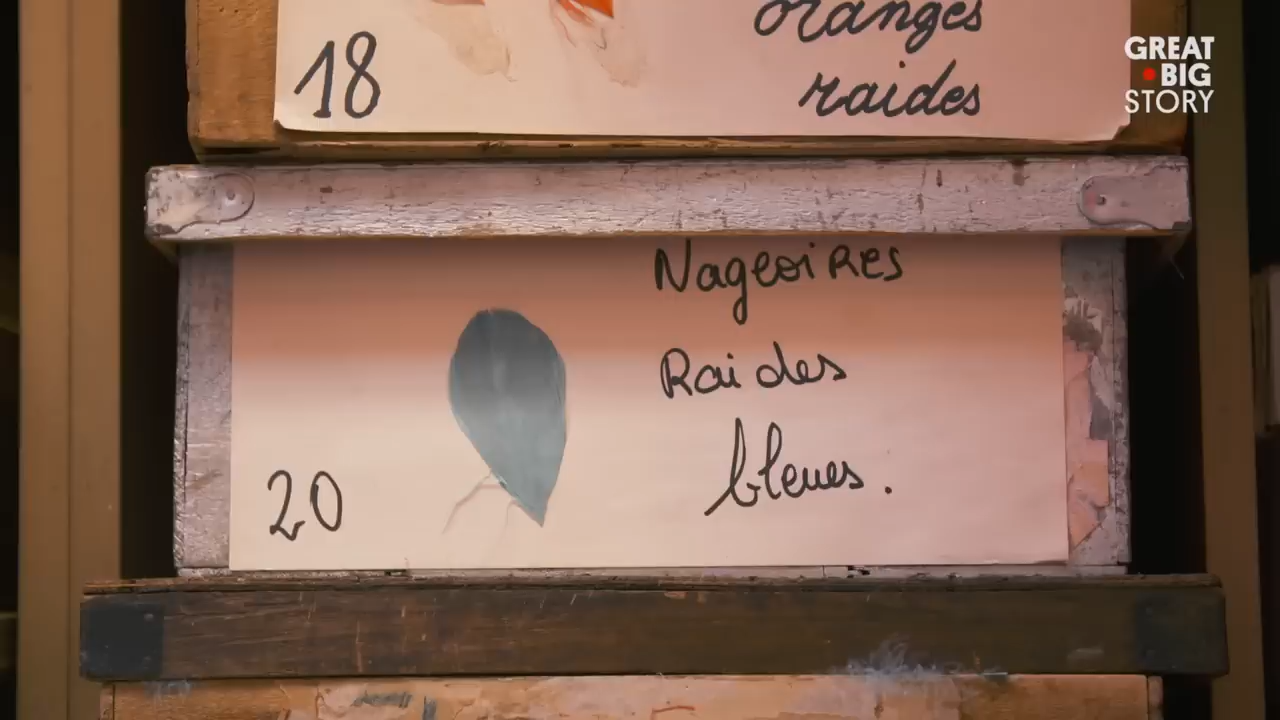 oranges
raides
18
GREAT
BIG
STORY
Nageoires
Raides
bleues.
20